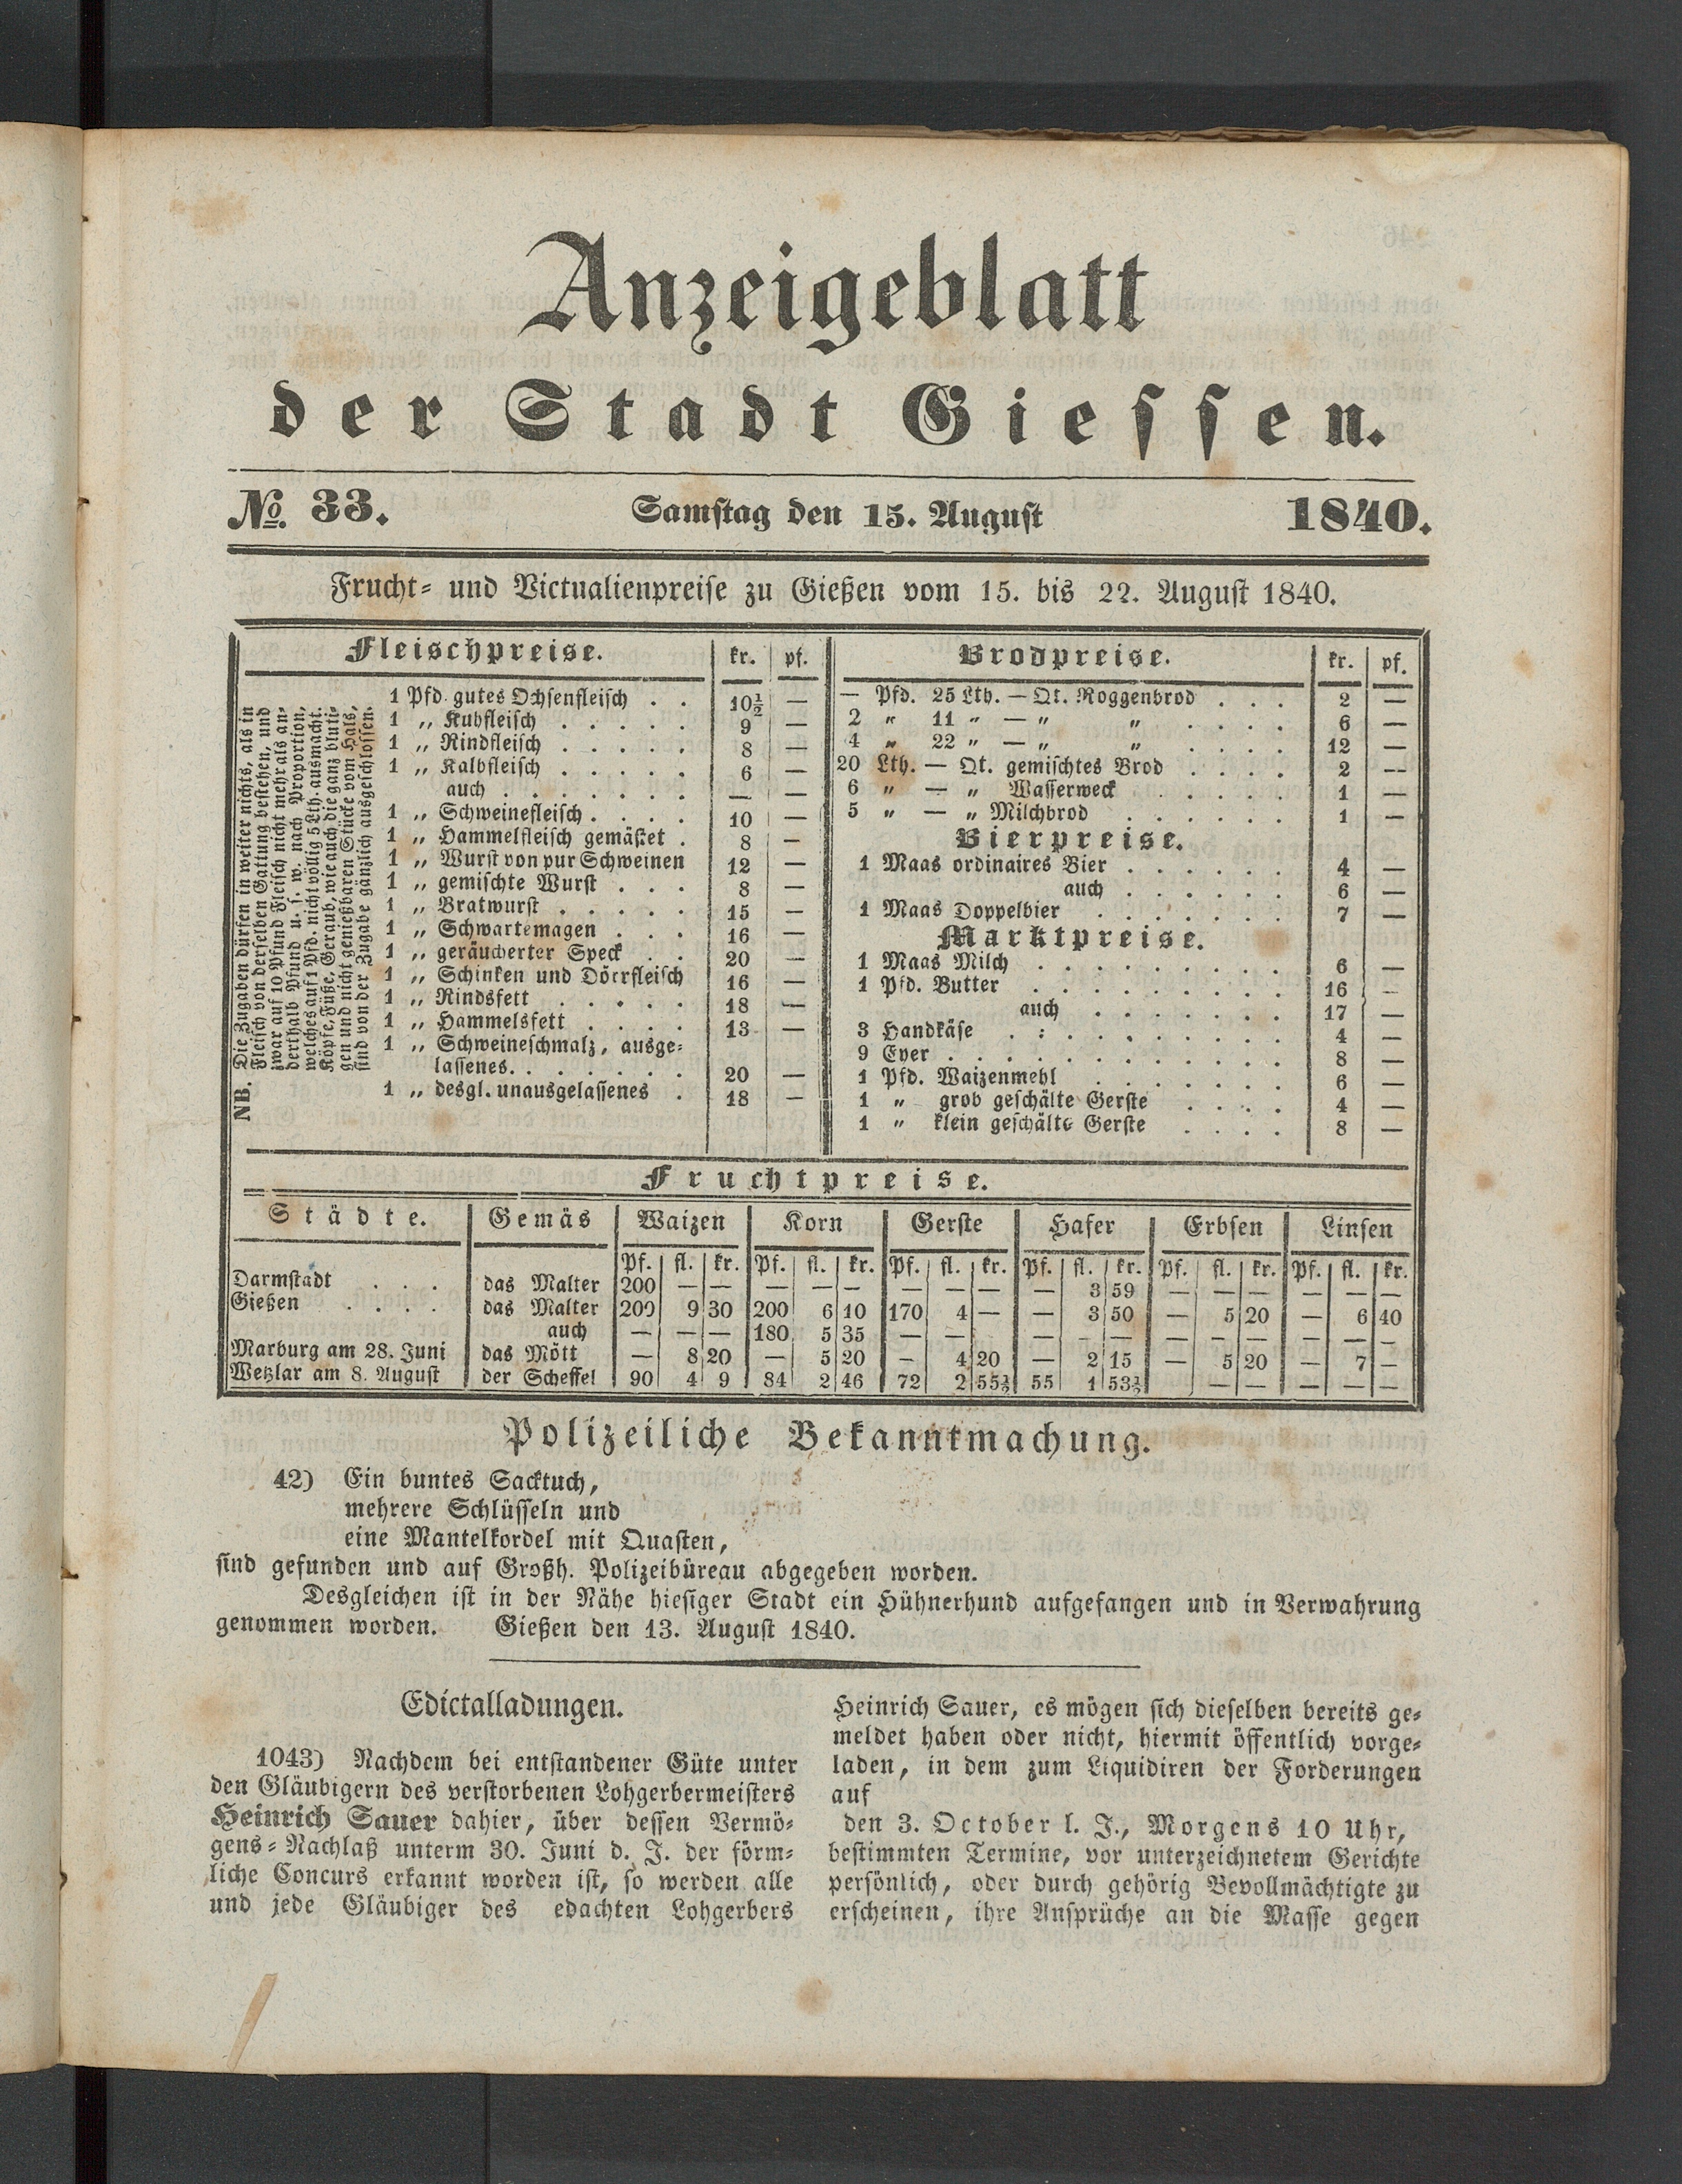 Anzeigeblatt
der Stadt Giessen.
No. 33. Samstag den 15. August 1840.
Frucht- und Victualienpreise zu Gießen vom 15. bis 22. August 1840.
Fleischpreise. kr. pf.
NB. Die Zugaben dürfen in weiter nichts, als in
Fleisch von derselben Gattung bestehen, und
zwar auf 10 Pfund Fleisch nicht mehr als an-
derthalb Pfund u. s. w. nach Proportion,
welches auf 1 Pfd. nicht völlig 5 Lth. ausmacht.
Köpfe, Füße, Geraub, wie auch die ganz bluti-
gen und nicht genießbaren Stücke vom Hals,
sind von der Zugabe gänzlich ausgeschlossen.
1 Pfd. gutes Ochsenfleisch . . 10½ —
1 „ Kuhfleisch . . . . . 9 —
1 „ Rindfleisch . . . . . 8 —
1 „ Kalbfleisch . . . . . 6 —
auch . . . . . . . — —
1 „ Schweinefleisch . . . . 10 —
1 „ Hammelfleisch gemästet . 8 —
1 „ Wurst von pur Schweinen 12 —
1 „ gemischte Wurst . . . 8 —
1 „ Bratwurst . . . . . 15 —
1 „ Schwartemagen . . . 16 —
1 „ geräucherter Speck . . 20 —
1 „ Schinken und Dörrfleisch 16 —
1 „ Rindsfett . . . . . 18 —
1 „ Hammelsfett . . . . 13 —
1 „ Schweineschmalz, ausge-
lassenes. . . . . . . 20 —
1 „ desgl. unausgelassenes . 18 —
Brodpreise. kr. pf.
— Pfd. 25 Lth. — Qt. Roggenbrod . . . 2 —
2 „ 11 „ — „ „ . . . . 6 —
4 „ 22 „ — „ „ . . . . 12 —
20 Lth. — Qt. gemischtes Brod . . . . 2 —
6 „ — „ Wasserweck . . . . . 1 —
5 „ — „ Milchbrod . . . . . . 1 —
Bierpreise.
1 Maas ordinaires Bier . . . . . . 4 —
auch . . . . . . 6 —
1 Maas Doppelbier . . . . . . . 7 —
Marktpreise.
1 Maas Milch . . . . . . . . . 6 —
1 Pfd. Butter . . . . . . . . . 16 —
auch . . . . . . . 17 —
3 Handkäse . . . . . . . . . . 4 —
9 Eyer . . . . . . . . . . . . 8 —
1 Pfd. Waizenmehl . . . . . . . 6 —
1 „ grob geschälte Gerste . . . . 4 —
1 „ klein geschälte Gerste . . . . 8 —
Fruchtpreise.
Städte. Gemäs Waizen Korn Gerste Hafer Erbsen Linsen
Pf. fl. kr. Pf. fl. kr. Pf. fl. kr. Pf. fl. kr. Pf. fl. kr. Pf. fl. kr.
Darmstadt . . . das Malter 200 — — — — — — — — — 3 59 — — — — — —
Gießen . . . . das Malter 200 9 30 200 6 10 170 4 — — 3 50 — 5 20 — 6 40
auch — — — 180 5 35 — — — — — — — — — — —
Marburg am 28. Juni das Mött — 8 20 — 5 20 — 4 20 — 2 15 — 5 20 — 7 —
Wetzlar am 8. August der Scheffel 90 4 9 84 2 46 72 2 55½ 55 1 53½ — — — — —
Polizeiliche Bekanntmachung.
42) Ein buntes Sacktuch,
mehrere Schlüsseln und
eine Mantelkordel mit Quasten,
sind gefunden und auf Großh. Polizeibüreau abgegeben worden.
Desgleichen ist in der Nähe hiesiger Stadt ein Hühnerhund aufgefangen und in Verwahrung
genommen worden. Gießen den 13. August 1840.
Edictalladungen.
1043) Nachdem bei entstandener Güte unter
den Gläubigern des verstorbenen Lohgerbermeisters
Heinrich Sauer dahier, über dessen Vermö-
gens-Nachlaß unterm 30. Juni d. J. der förm-
liche Concurs erkannt worden ist, so werden alle
und jede Gläubiger des edachten Lohgerbers
Heinrich Sauer, es mögen sich dieselben bereits ge-
meldet haben oder nicht, hiermit öffentlich vorge-
laden, in dem zum Liquidiren der Forderungen
auf
den 3. October l. J., Morgens 10 Uhr,
bestimmten Termine, vor unterzeichnetem Gerichte
persönlich, oder durch gehörig Bevollmächtigte zu
erscheinen, ihre Ansprüche an die Masse gegen